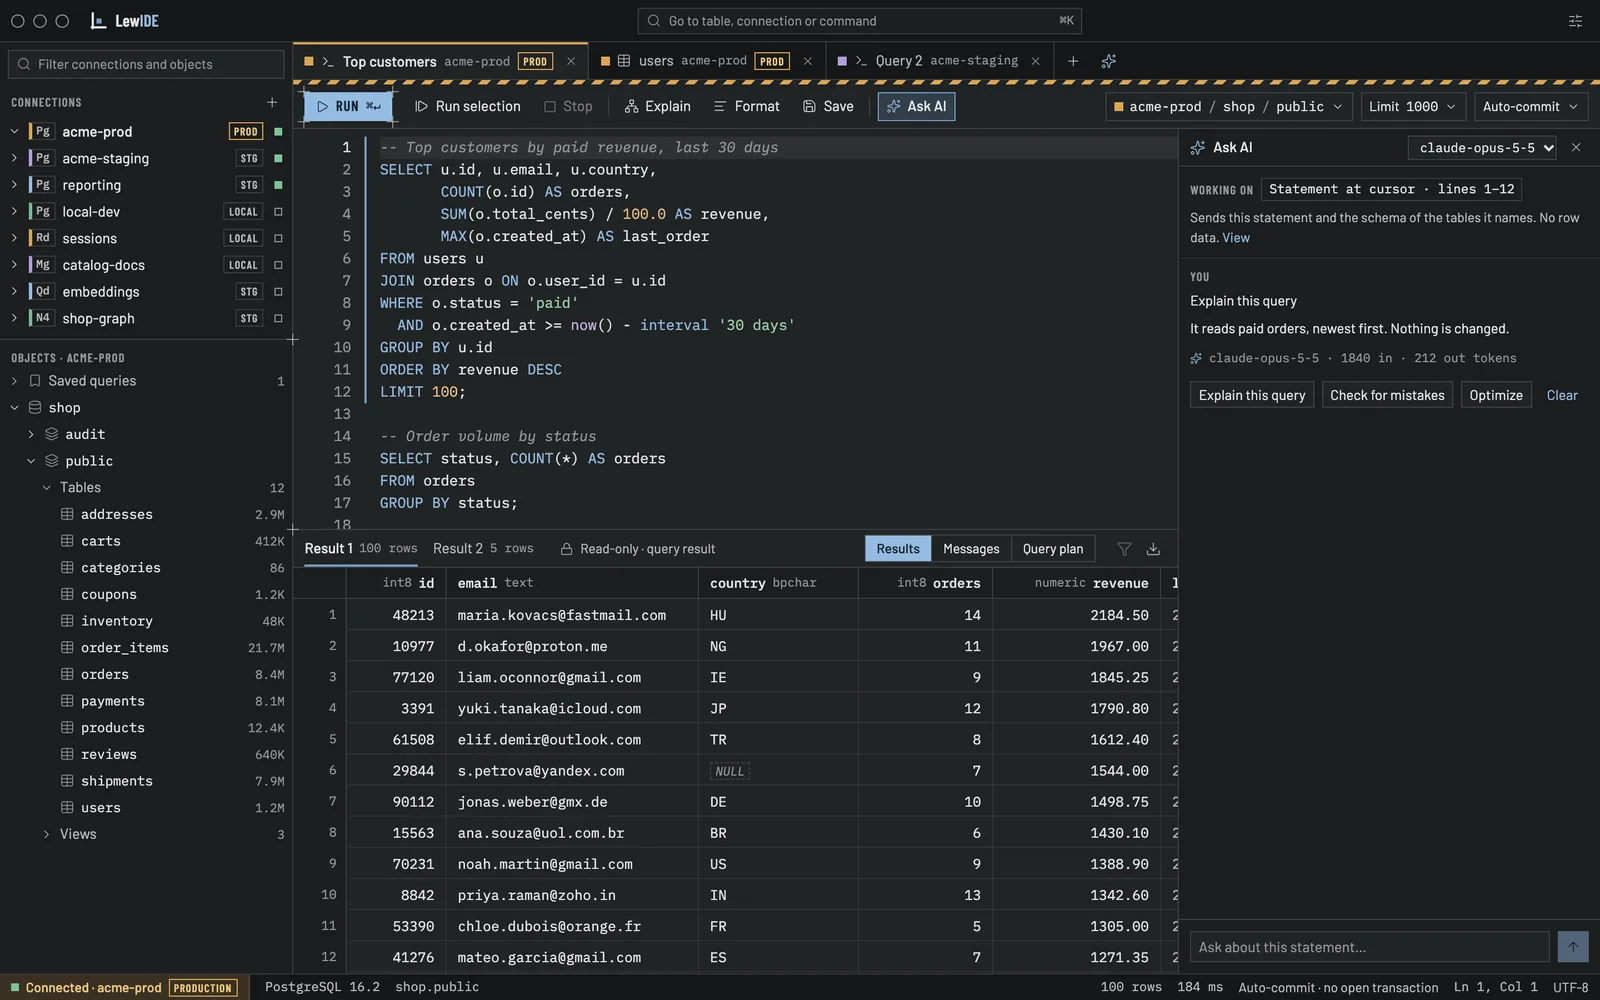 LewIDE
Go to table, connection or command ⌘K
Filter connections and objects
CONNECTIONS
Pg acme-prod PROD
Pg acme-staging STG
Pg reporting STG
Pg local-dev LOCAL
Rd sessions LOCAL
Mg catalog-docs LOCAL
Qd embeddings STG
N4 shop-graph STG
OBJECTS · ACME-PROD
Saved queries 1
shop
audit
public
Tables 12
addresses 2.9M
carts 412K
categories 86
coupons 1.2K
inventory 48K
order_items 21.7M
orders 8.4M
payments 8.1M
products 12.4K
reviews 640K
shipments 7.9M
users 1.2M
Views 3
Top customers acme-prod PROD
users acme-prod PROD
Query 2 acme-staging
RUN ⌘↵ Run selection Stop Explain Format Save Ask AI
acme-prod / shop / public Limit 1000 Auto-commit
1 -- Top customers by paid revenue, last 30 days
2 SELECT u.id, u.email, u.country,
3 COUNT(o.id) AS orders,
4 SUM(o.total_cents) / 100.0 AS revenue,
5 MAX(o.created_at) AS last_order
6 FROM users u
7 JOIN orders o ON o.user_id = u.id
8 WHERE o.status = 'paid'
9 AND o.created_at >= now() - interval '30 days'
10 GROUP BY u.id
11 ORDER BY revenue DESC
12 LIMIT 100;
13
14 -- Order volume by status
15 SELECT status, COUNT(*) AS orders
16 FROM orders
17 GROUP BY status;
18
Result 1 100 rows Result 2 5 rows Read-only · query result
Results Messages Query plan
int8 id email text country bpchar int8 orders numeric revenue l
1 48213 maria.kovacs@fastmail.com HU 14 2184.50 2
2 10977 d.okafor@proton.me NG 11 1967.00 2
3 77120 liam.oconnor@gmail.com IE 9 1845.25 2
4 3391 yuki.tanaka@icloud.com JP 12 1790.80 2
5 61508 elif.demir@outlook.com TR 8 1612.40 2
6 29844 s.petrova@yandex.com NULL 7 1544.00 2
7 90112 jonas.weber@gmx.de DE 10 1498.75 2
8 15563 ana.souza@uol.com.br BR 6 1430.10 2
9 70231 noah.martin@gmail.com US 9 1388.90 2
10 8842 priya.raman@zoho.in IN 13 1342.60 2
11 53390 chloe.dubois@orange.fr FR 5 1305.00 2
12 41276 mateo.garcia@gmail.com ES 7 1271.35 2
Ask AI claude-opus-5-5
WORKING ON Statement at cursor · lines 1–12
Sends this statement and the schema of the tables it names. No row
data. View
YOU
Explain this query
It reads paid orders, newest first. Nothing is changed.
claude-opus-5-5 · 1840 in · 212 out tokens
Explain this query Check for mistakes Optimize Clear
Ask about this statement...
Connected · acme-prod PRODUCTION PostgreSQL 16.2 shop.public
100 rows 184 ms Auto-commit · no open transaction Ln 1, Col 1 UTF-8